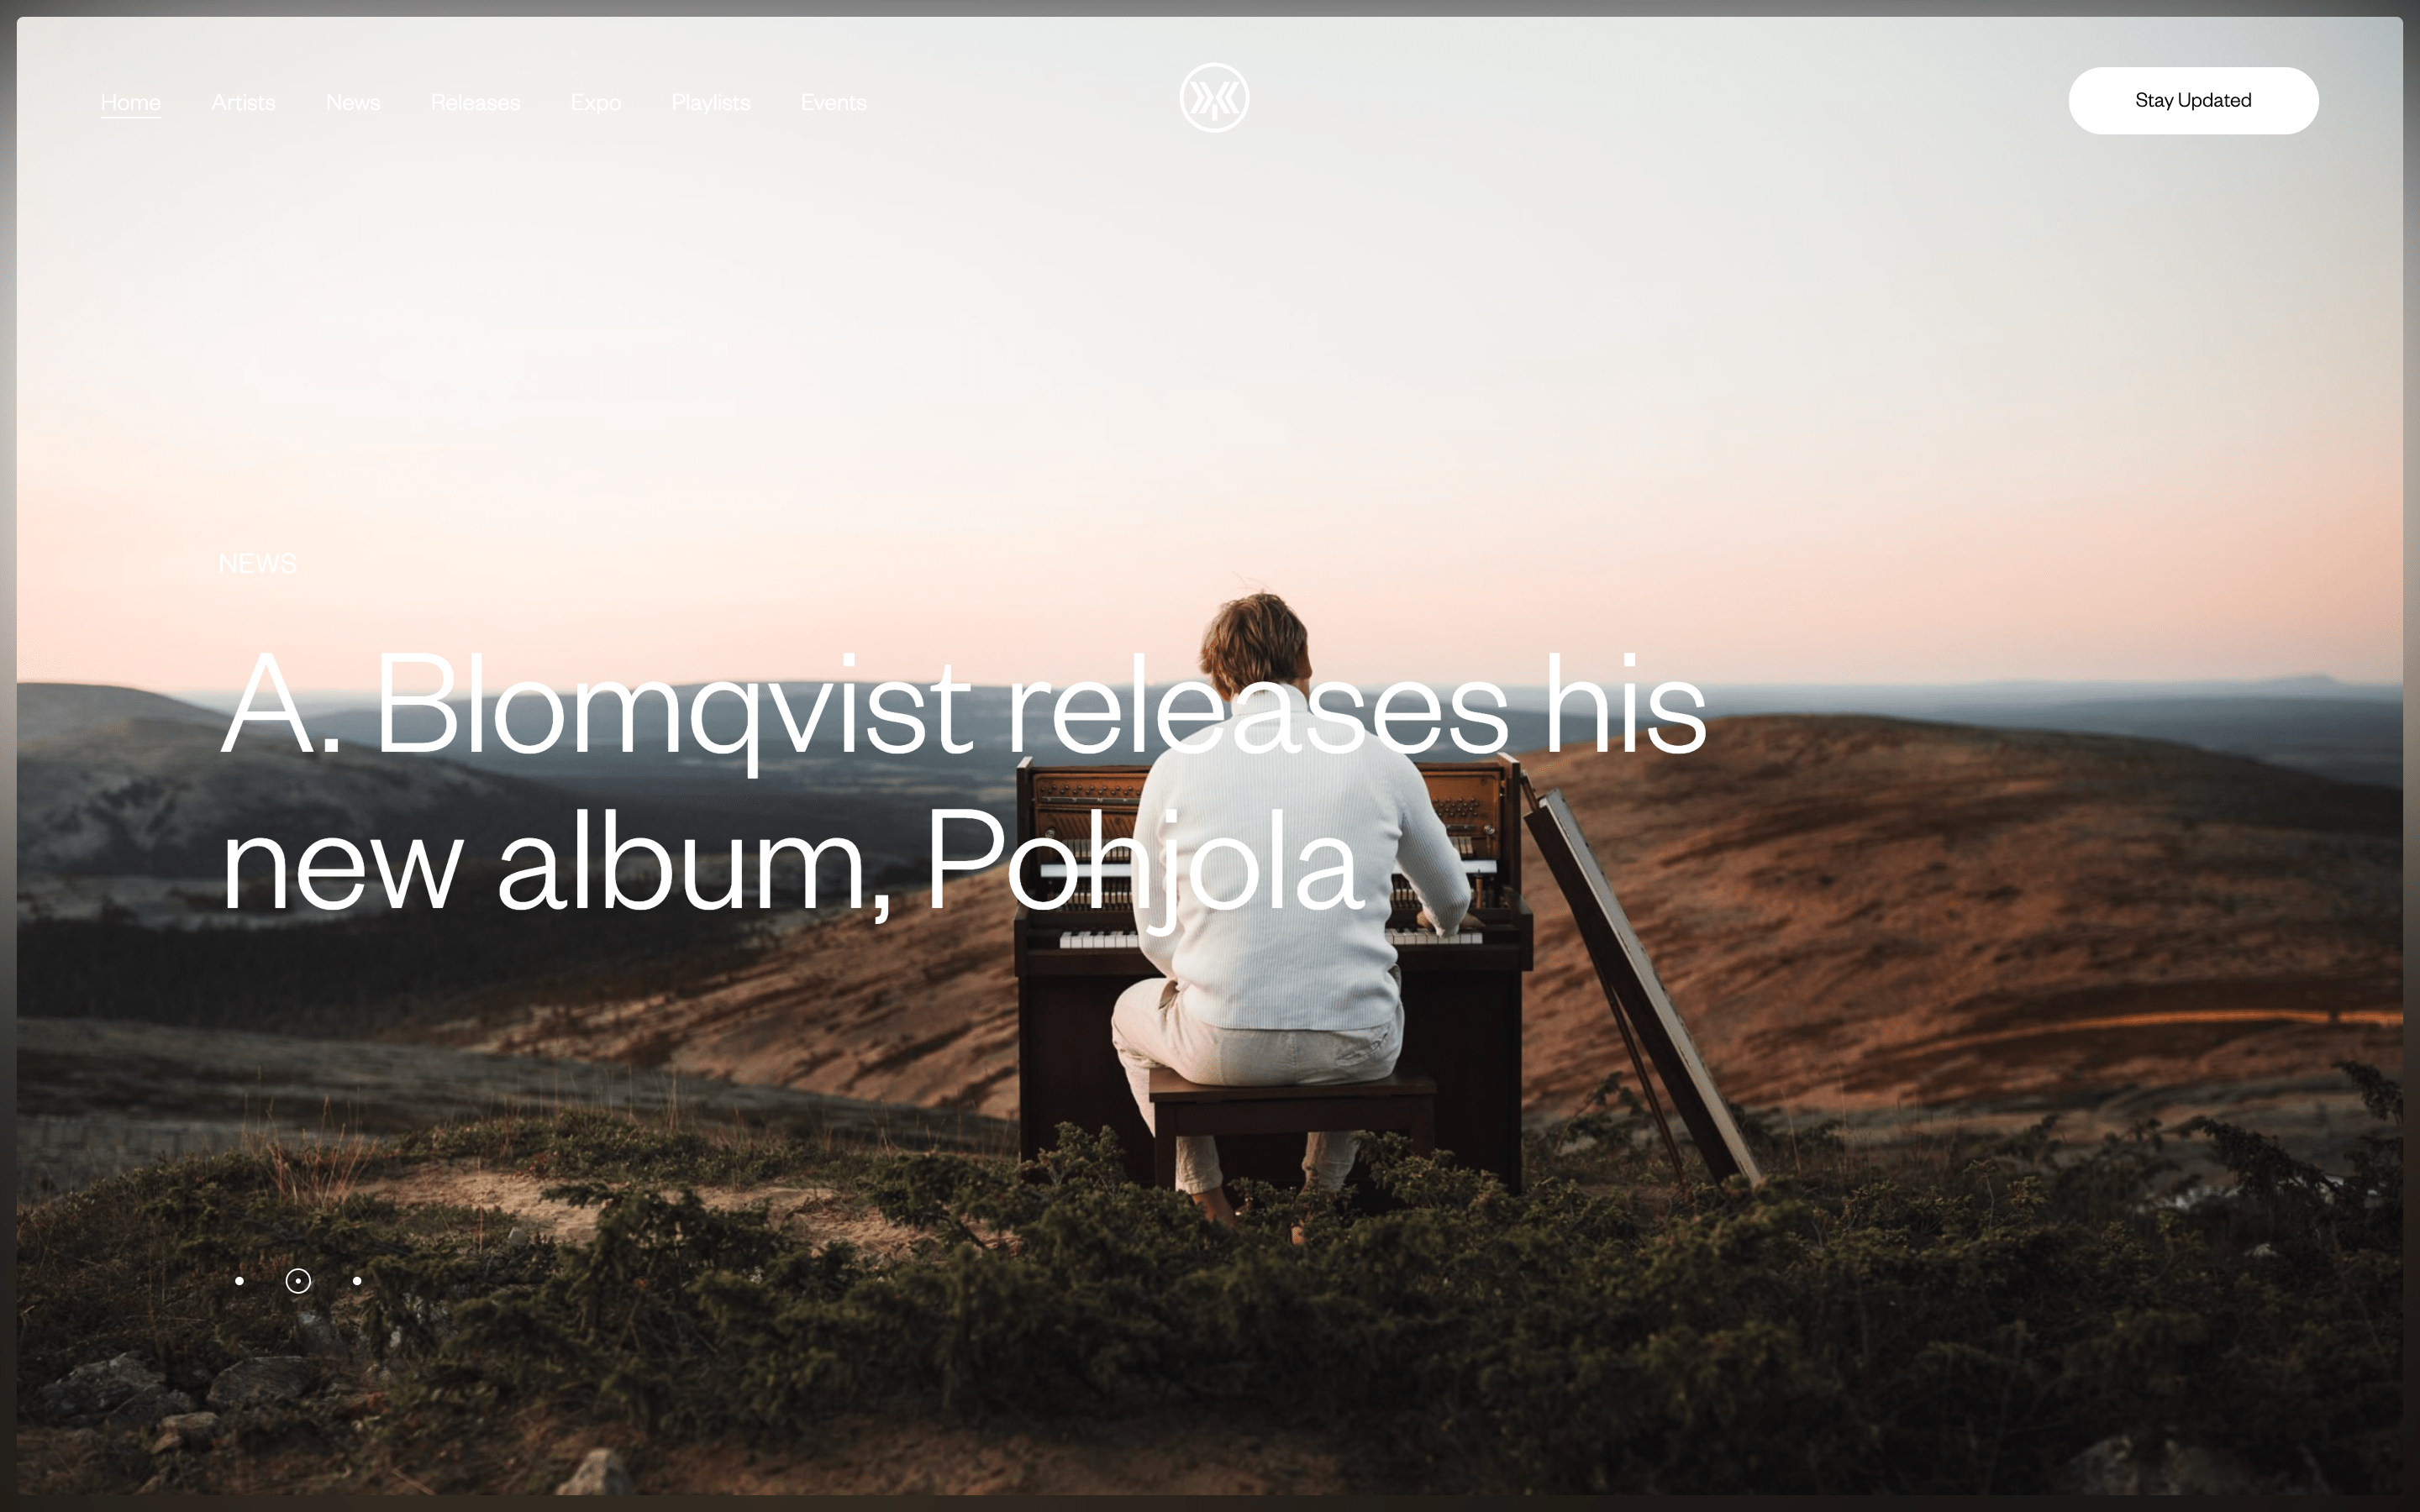 Home
Artists
News
Releases
Expo
Playlists
Events
Stay Updated
NEWS
A. Blomqvist releases his
new album, Pohjola